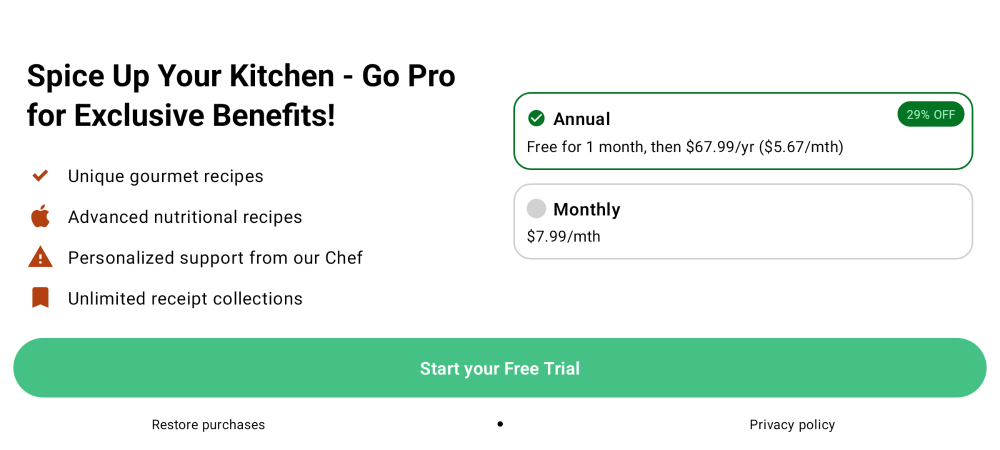 Spice Up Your Kitchen - Go Pro
for Exclusive Benefits!
Unique gourmet recipes
Advanced nutritional recipes
Personalized support from our Chef
Unlimited receipt collections
Annual
29% OFF
Free for 1 month, then $67.99/yr ($5.67/mth)
Monthly
$7.99/mth
Start your Free Trial
Restore purchases
Privacy policy